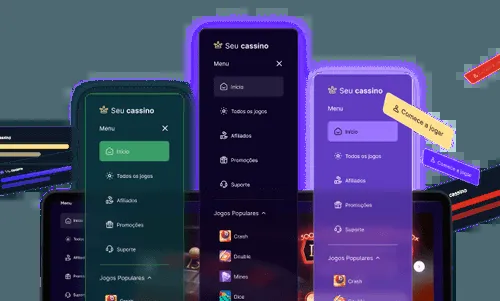 Seu cassino
Menu
Início
Todos os jogos
Afiliados
Promoções
Suporte
Jogos Populares
Crash
Seu cassino
Menu
Início
Todos os jogos
Afiliados
Promoções
Suporte
Jogos Populares
Crash
Double
Mines
Dice
Seu cassino
Menu
Início
Todos os jogos
Afiliados
Promoções
Suporte
Jogos Populares
Crash
Comece a jogar
Comece a jogar
cassino
Menu